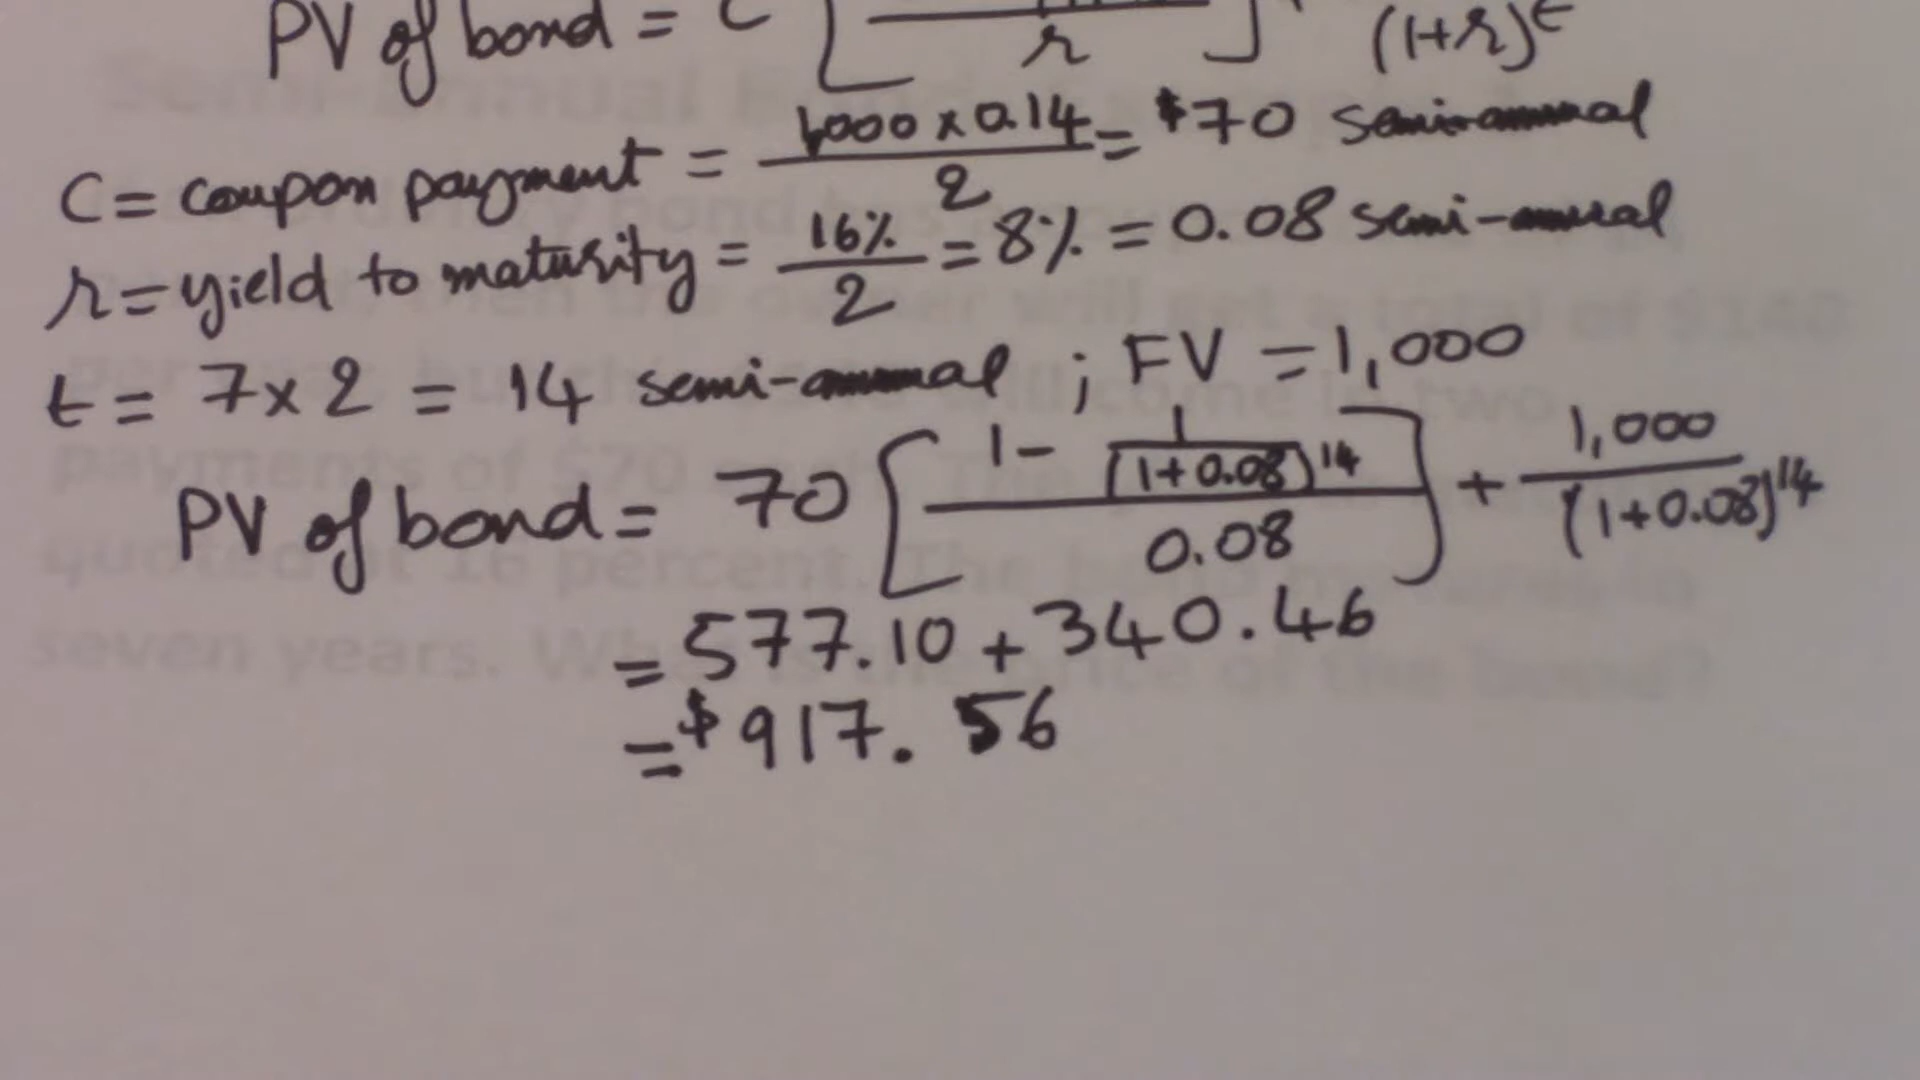 PV of bond = C [ r ] (1+r)^t
C = coupon payment = 1000 x 0.14 / 2 = $70 semi-annual
r = yield to maturity = 16% / 2 = 8% = 0.08 semi-annual
t = 7 x 2 = 14 semi-annual ; FV = 1,000
PV of bond = 70 [ 1 - 1 / (1+0.08)^14 / 0.08 ] + 1,000 / (1+0.08)^14
= 577.10 + 340.46
= $917.56